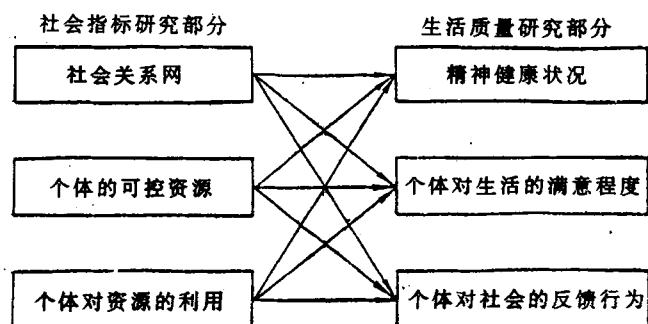 社会指标研究部分
生活质量研究部分
社会关系网
精神健康状况
个体的可控资源
个体对生活的满意程度
个体对资源的利用
个体对社会的反馈行为